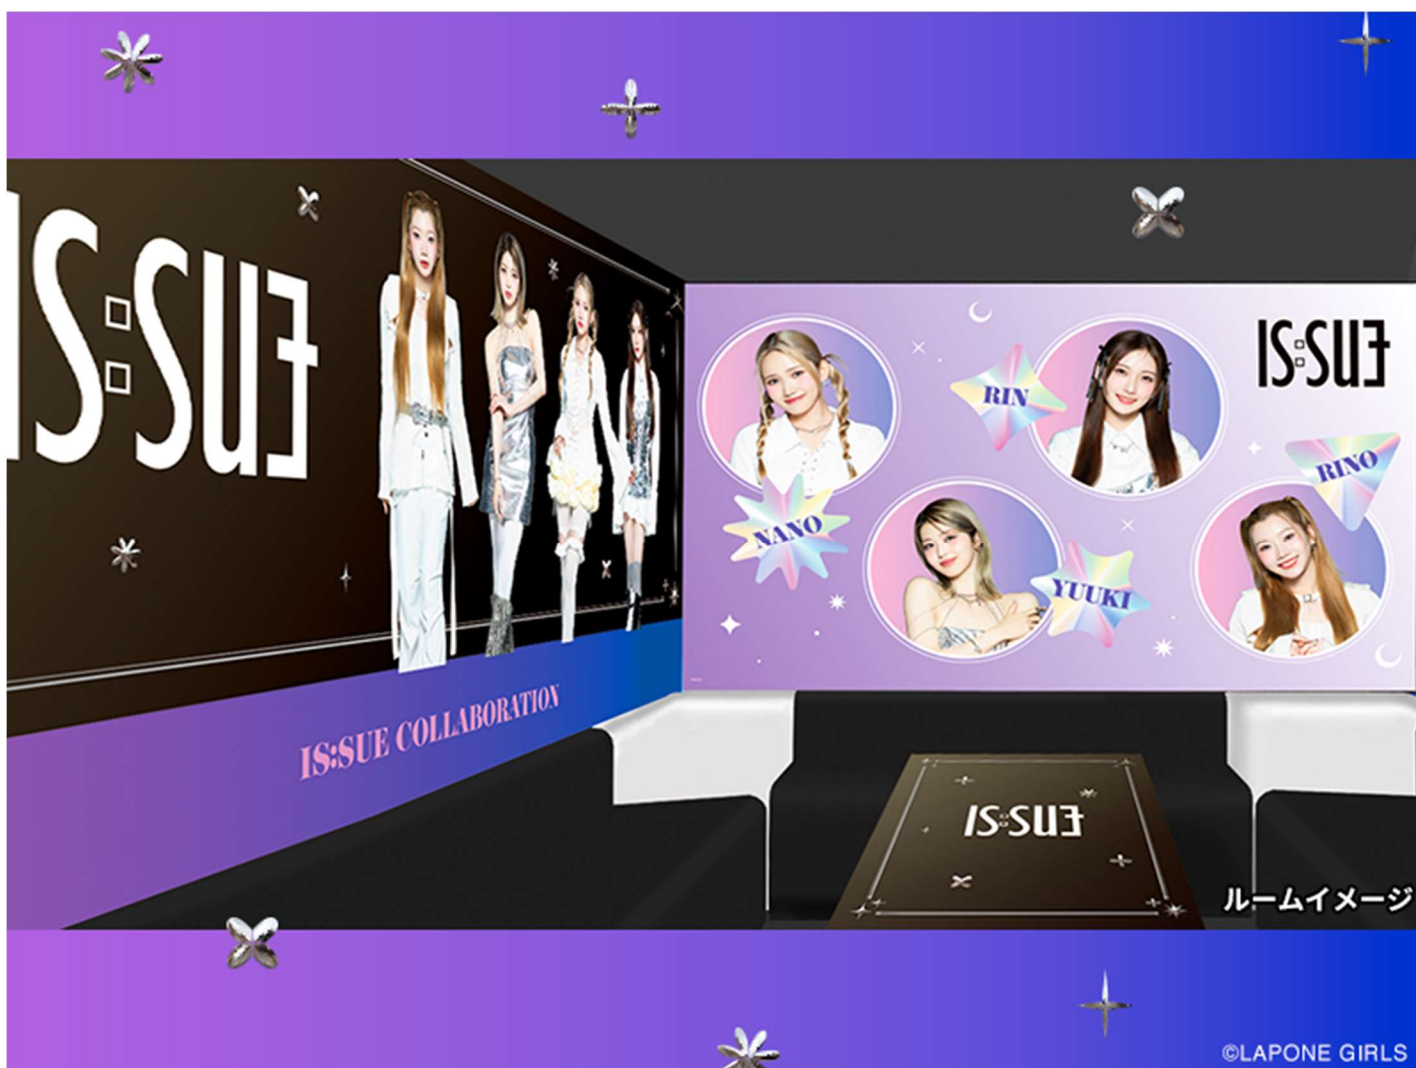 IS:SUE
IS:SUE COLLABORATION
IS:SUE
RIN
RINO
NANO
YUUKI
IS:SUE
ルームイメージ
©LAPONE GIRLS